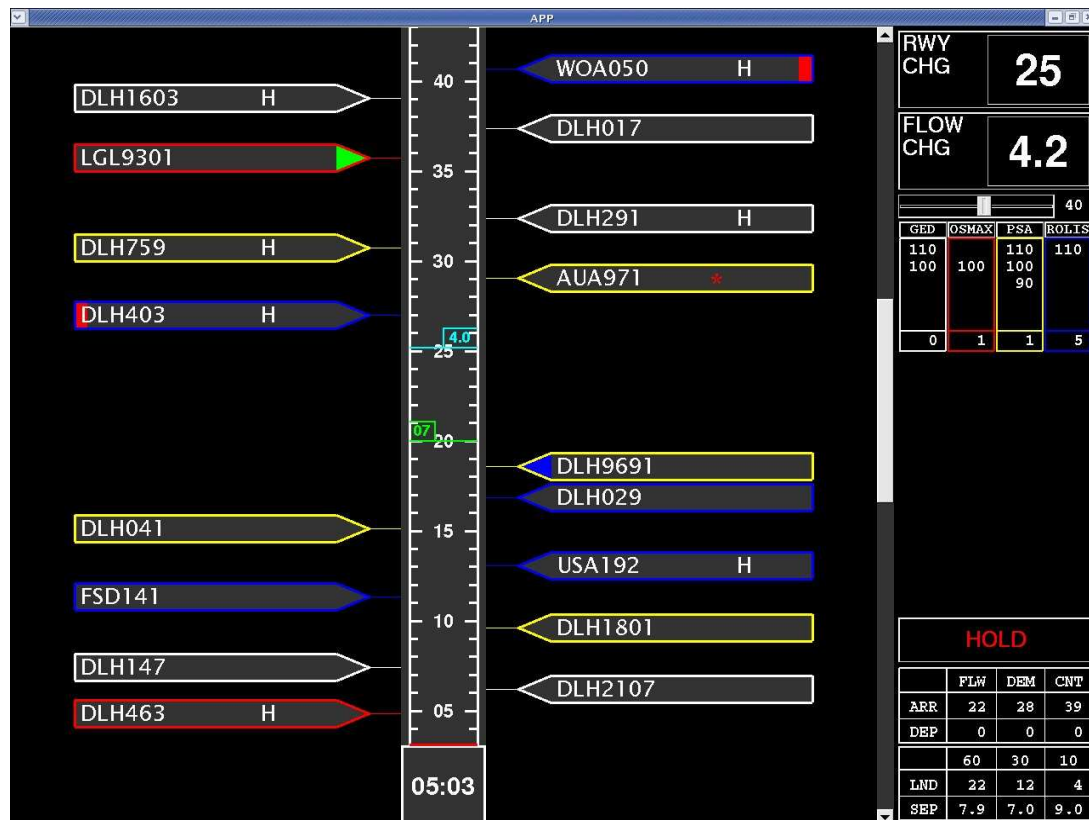 APP
WOA050 H
40
DLH1603 H
DLH017
LGL9301
35
DLH291 H
DLH759 H
30
AUA971 *
DLH403 H
4.0
25
07
20
DLH9691
DLH029
DLH041
15
USA192 H
FSD141
10
DLH1801
DLH147
DLH2107
DLH463 H
05
05:03
RWY
CHG
25
FLOW
CHG
4.2
40
GED OSMAX PSA ROLIS
110 110 110
100 100 100
90
0 1 1 5
HOLD
FLW DEM CNT
ARR 22 28 39
DEP 0 0 0
60 30 10
LND 22 12 4
SEP 7.9 7.0 9.0